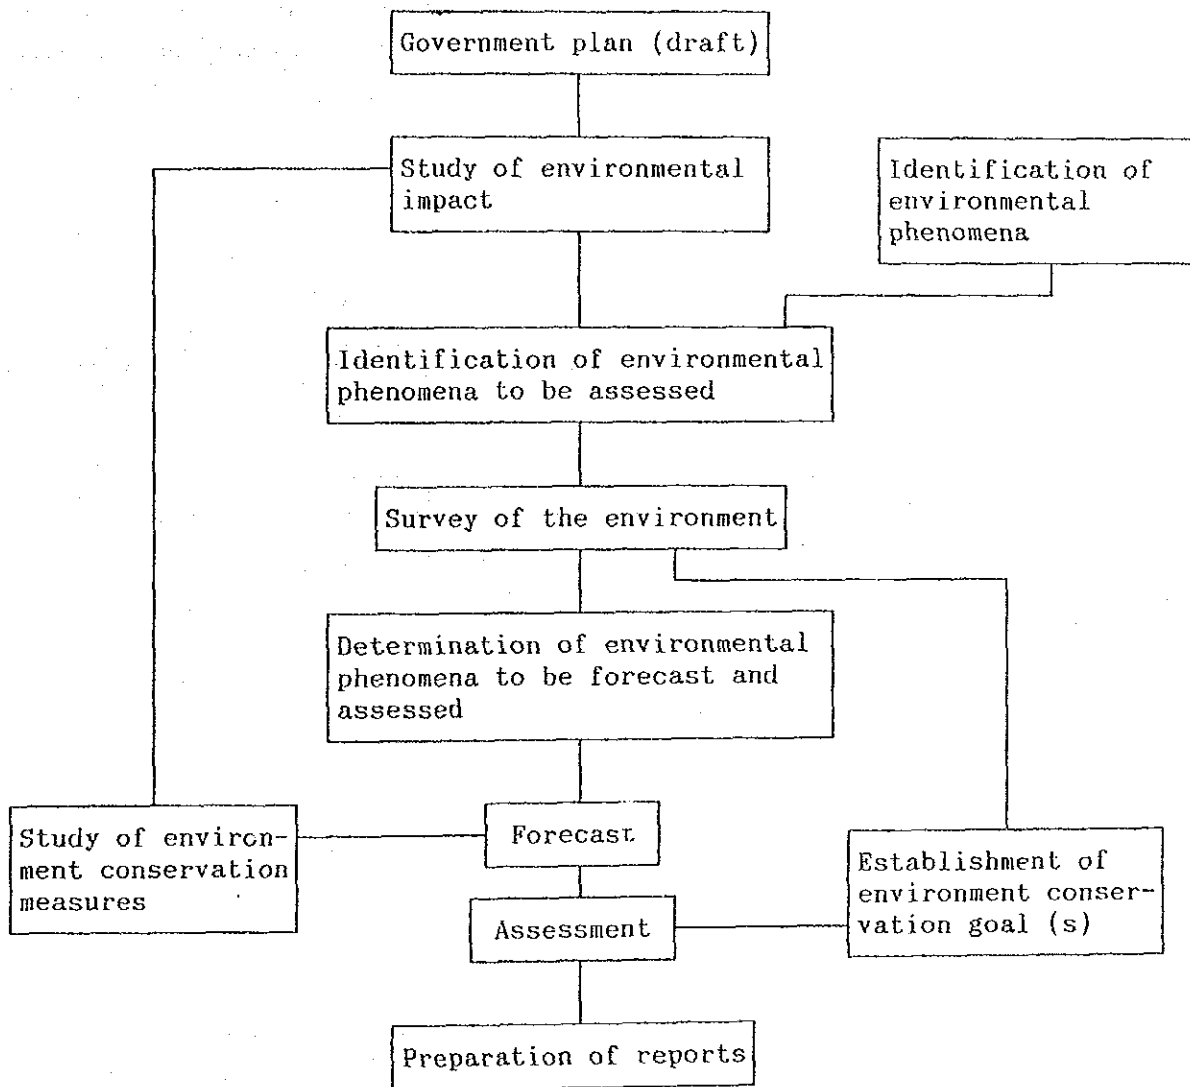 Government plan (draft)
Study of environmental
impact
Identification of
environmental
phenomena
Identification of environmental
phenomena to be assessed
Survey of the environment
Determination of environmental
phenomena to be forecast and
assessed
Study of environ-
ment conservation
measures
Forecast
Establishment of
environment conser-
vation goal (s)
Assessment
Preparation of reports